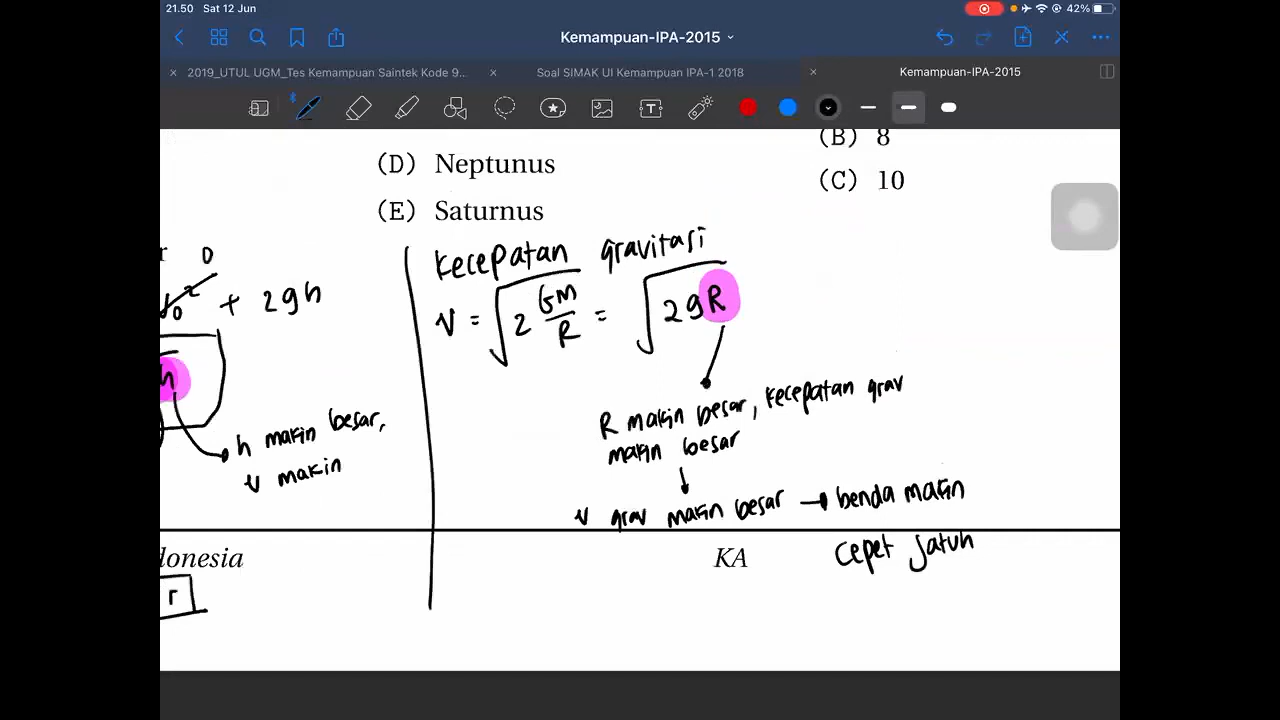 21.50 Sat 12 Jun
42%
Kemampuan-IPA-2015
2019_UTUL UGM_Tes Kemampuan Saintek Kode 9...
Soal SIMAK UI Kemampuan IPA-1 2018
Kemampuan-IPA-2015
(B) 8
(D) Neptunus
(C) 10
(E) Saturnus
r 0
v₀² + 2gh
h
h makin besar,
v makin
kecepatan gravitasi
v = √2 GM/R = √2gR
R makin besar, kecepatan grav
makin besar
v grav makin besar → benda makin
cepet jatuh
donesia
KA
r